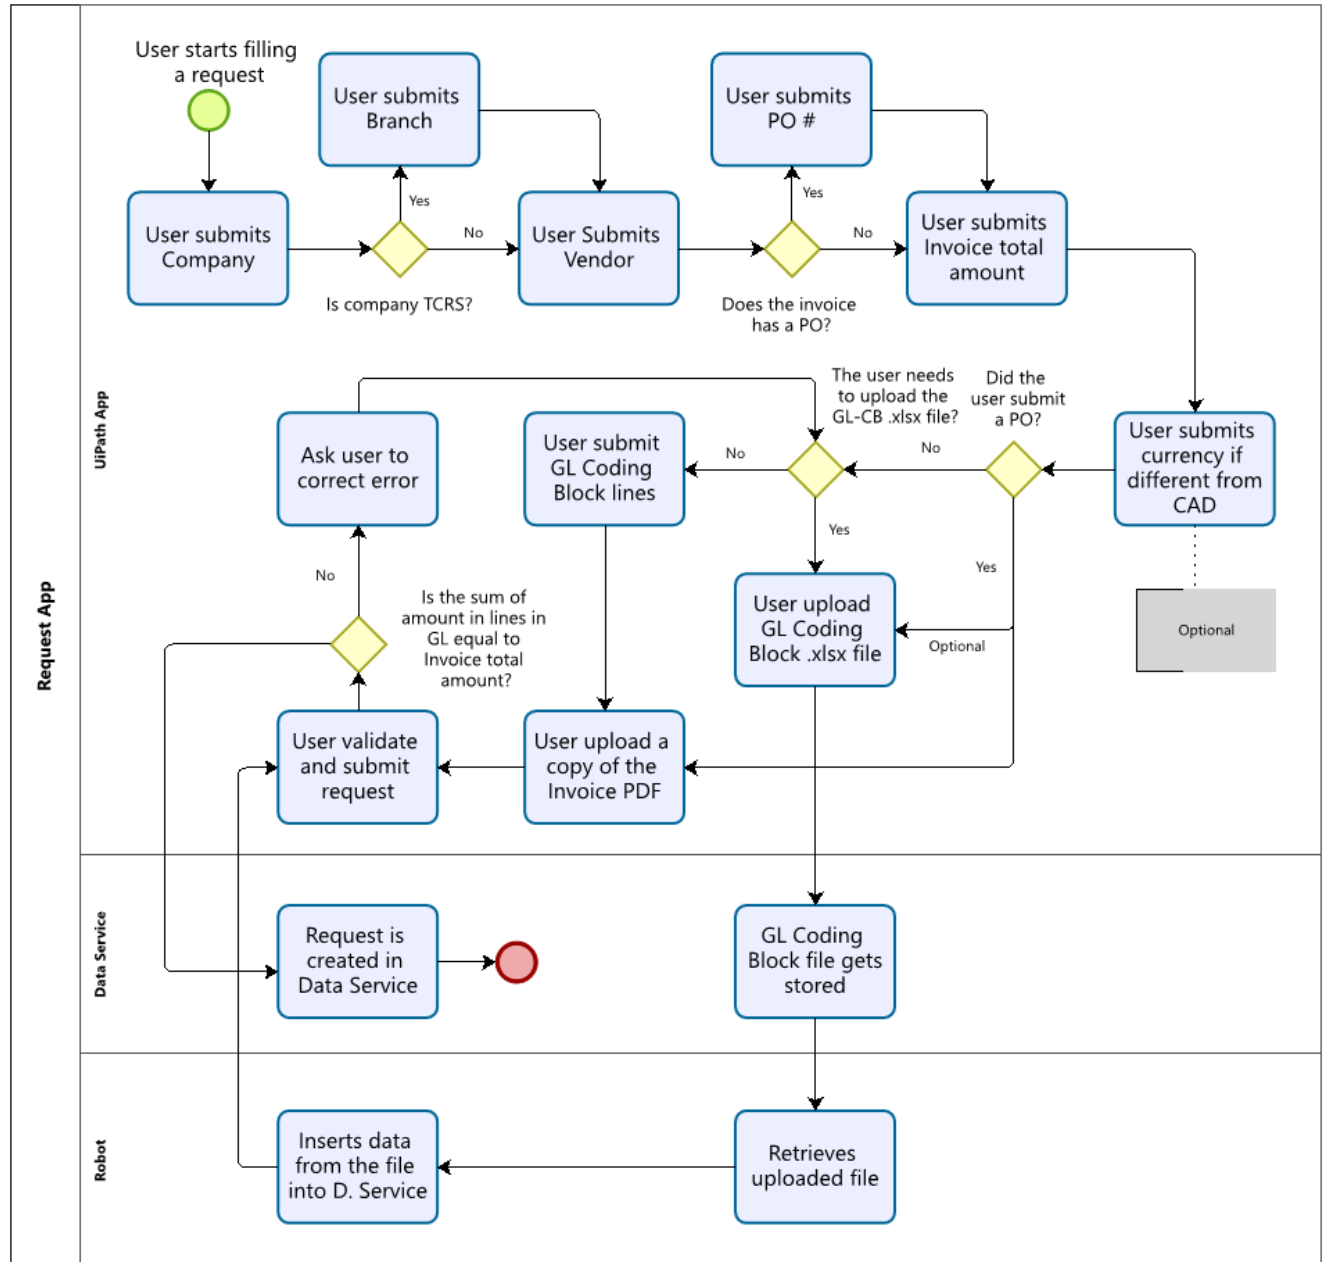 User starts filling
a request
User submits
Branch
User submits
PO #
Yes
Yes
User submits
Company
No
User Submits
Vendor
No
User submits
Invoice total
amount
Is company TCRS?
Does the invoice
has a PO?
UiPath App
Request App
Ask user to
correct error
User submit
GL Coding
Block lines
No
The user needs
to upload the
GL-CB .xlsx file?
No
Did the
user submit
a PO?
User submits
currency if
different from
CAD
Yes
Yes
No
Is the sum of
amount in lines in
GL equal to
Invoice total
amount?
User upload
GL Coding
Block .xlsx file
Optional
Optional
User validate
and submit
request
User upload a
copy of the
Invoice PDF
Data Service
Request is
created in
Data Service
GL Coding
Block file gets
stored
Robot
Inserts data
from the file
into D. Service
Retrieves
uploaded file